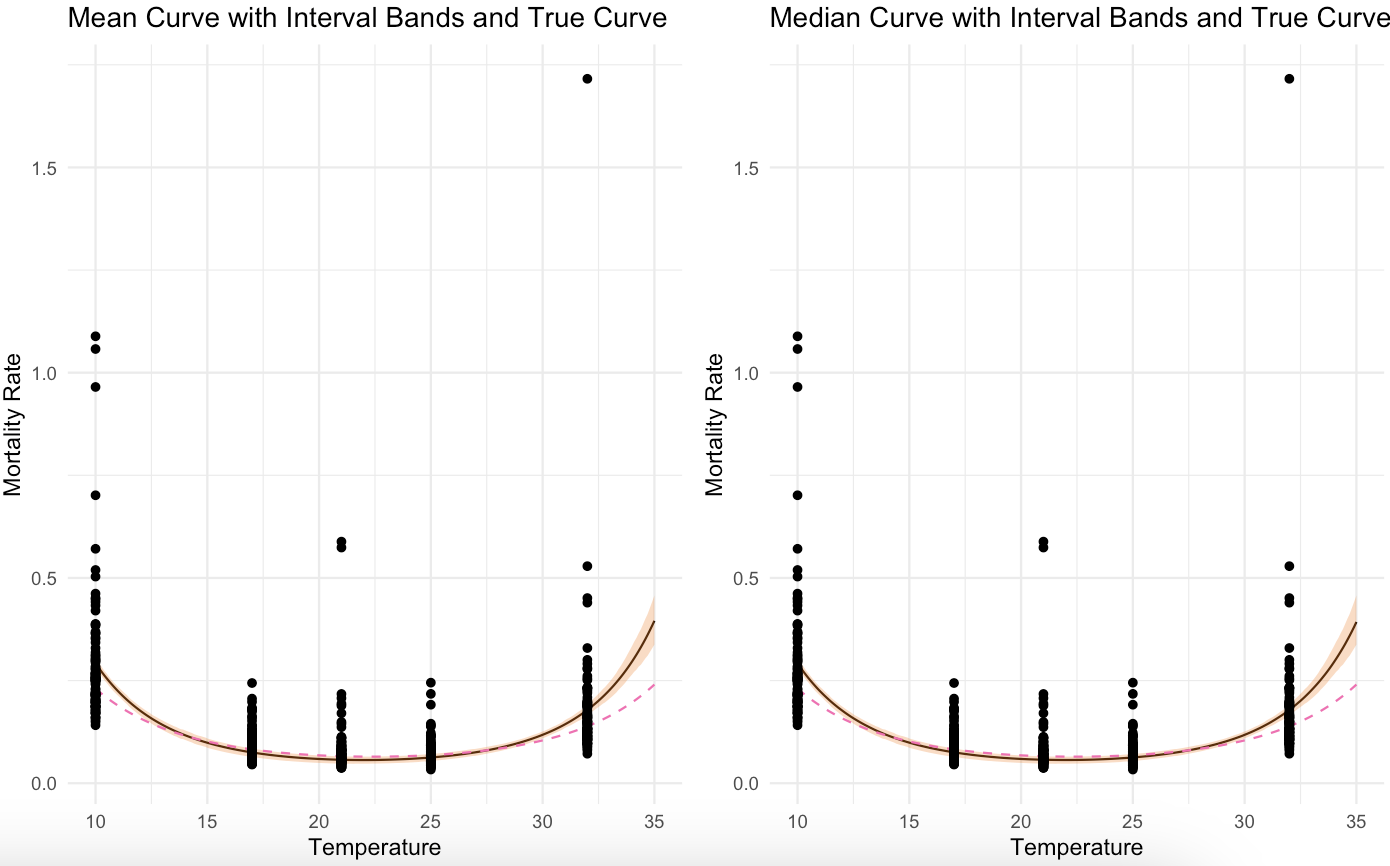 Mean Curve with Interval Bands and True Curve
Mortality Rate
1.5
1.0
0.5
0.0
10 15 20 25 30 35
Temperature
Median Curve with Interval Bands and True Curve
Mortality Rate
1.5
1.0
0.5
0.0
10 15 20 25 30 35
Temperature